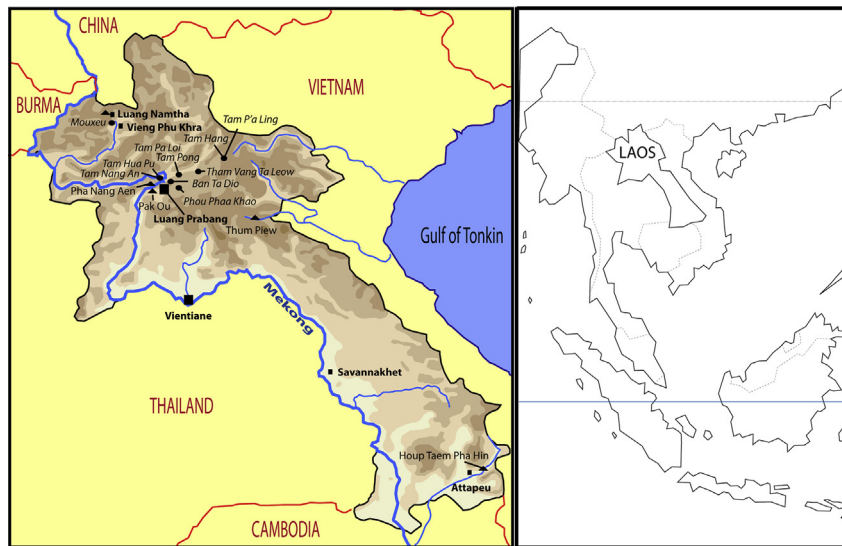 CHINA
VIETNAM
BURMA
Luang Namtha
Mouxeu
Vieng Phu Khra
Tam P'a Ling
Tam Hang
Tam Pa Loi
Tam Pong
Tam Hua Pu
Tam Nang An
Tham Vang Ta Leow
Ban Ta Dio
Pha Nang Aen
Phou Phaa Khao
Pak Ou
Luang Prabang
Thum Piew
Gulf of Tonkin
Vientiane
Mekong
Savannakhet
THAILAND
Houp Taem Pha Hin
Attapeu
CAMBODIA
LAOS